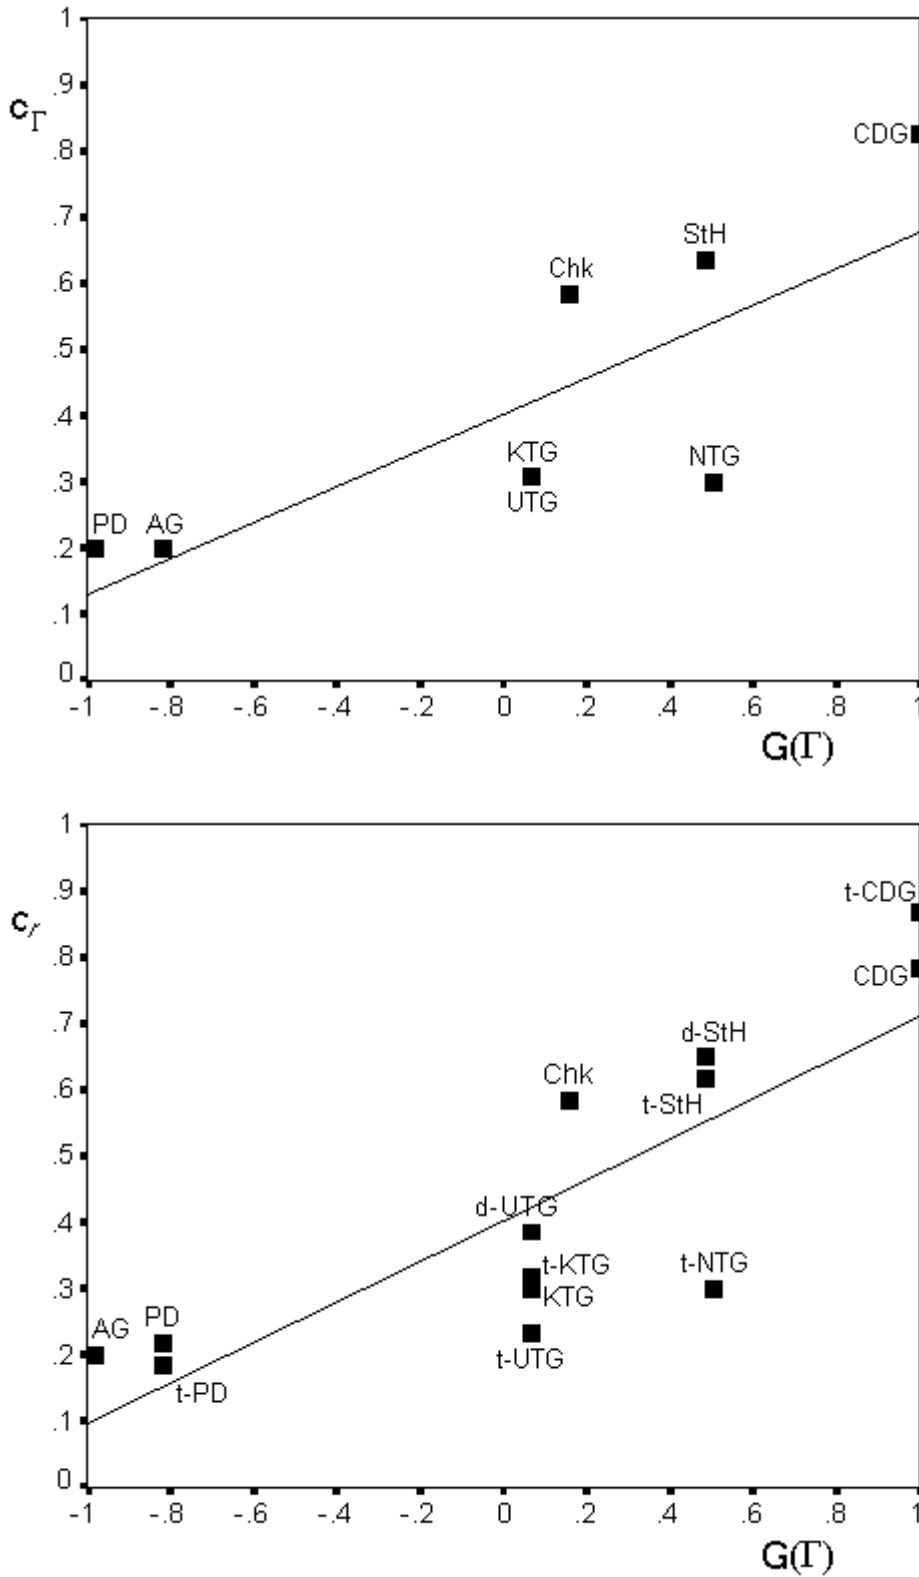 1
.9
c_Γ
.8
CDG
.7
StH
Chk
.6
.5
.4
KTG
NTG
.3
UTG
PD AG
.2
.1
0
-1 -.8 -.6 -.4 -.2 0 .2 .4 .6 .8 1
G(Γ)
1
t-CDG
.9
c_r
.8
CDG
.7
d-StH
Chk
.6
t-StH
.5
d-UTG
.4
t-KTG t-NTG
.3
KTG
AG PD
t-UTG
.2
t-PD
.1
0
-1 -.8 -.6 -.4 -.2 0 .2 .4 .6 .8 1
G(Γ)